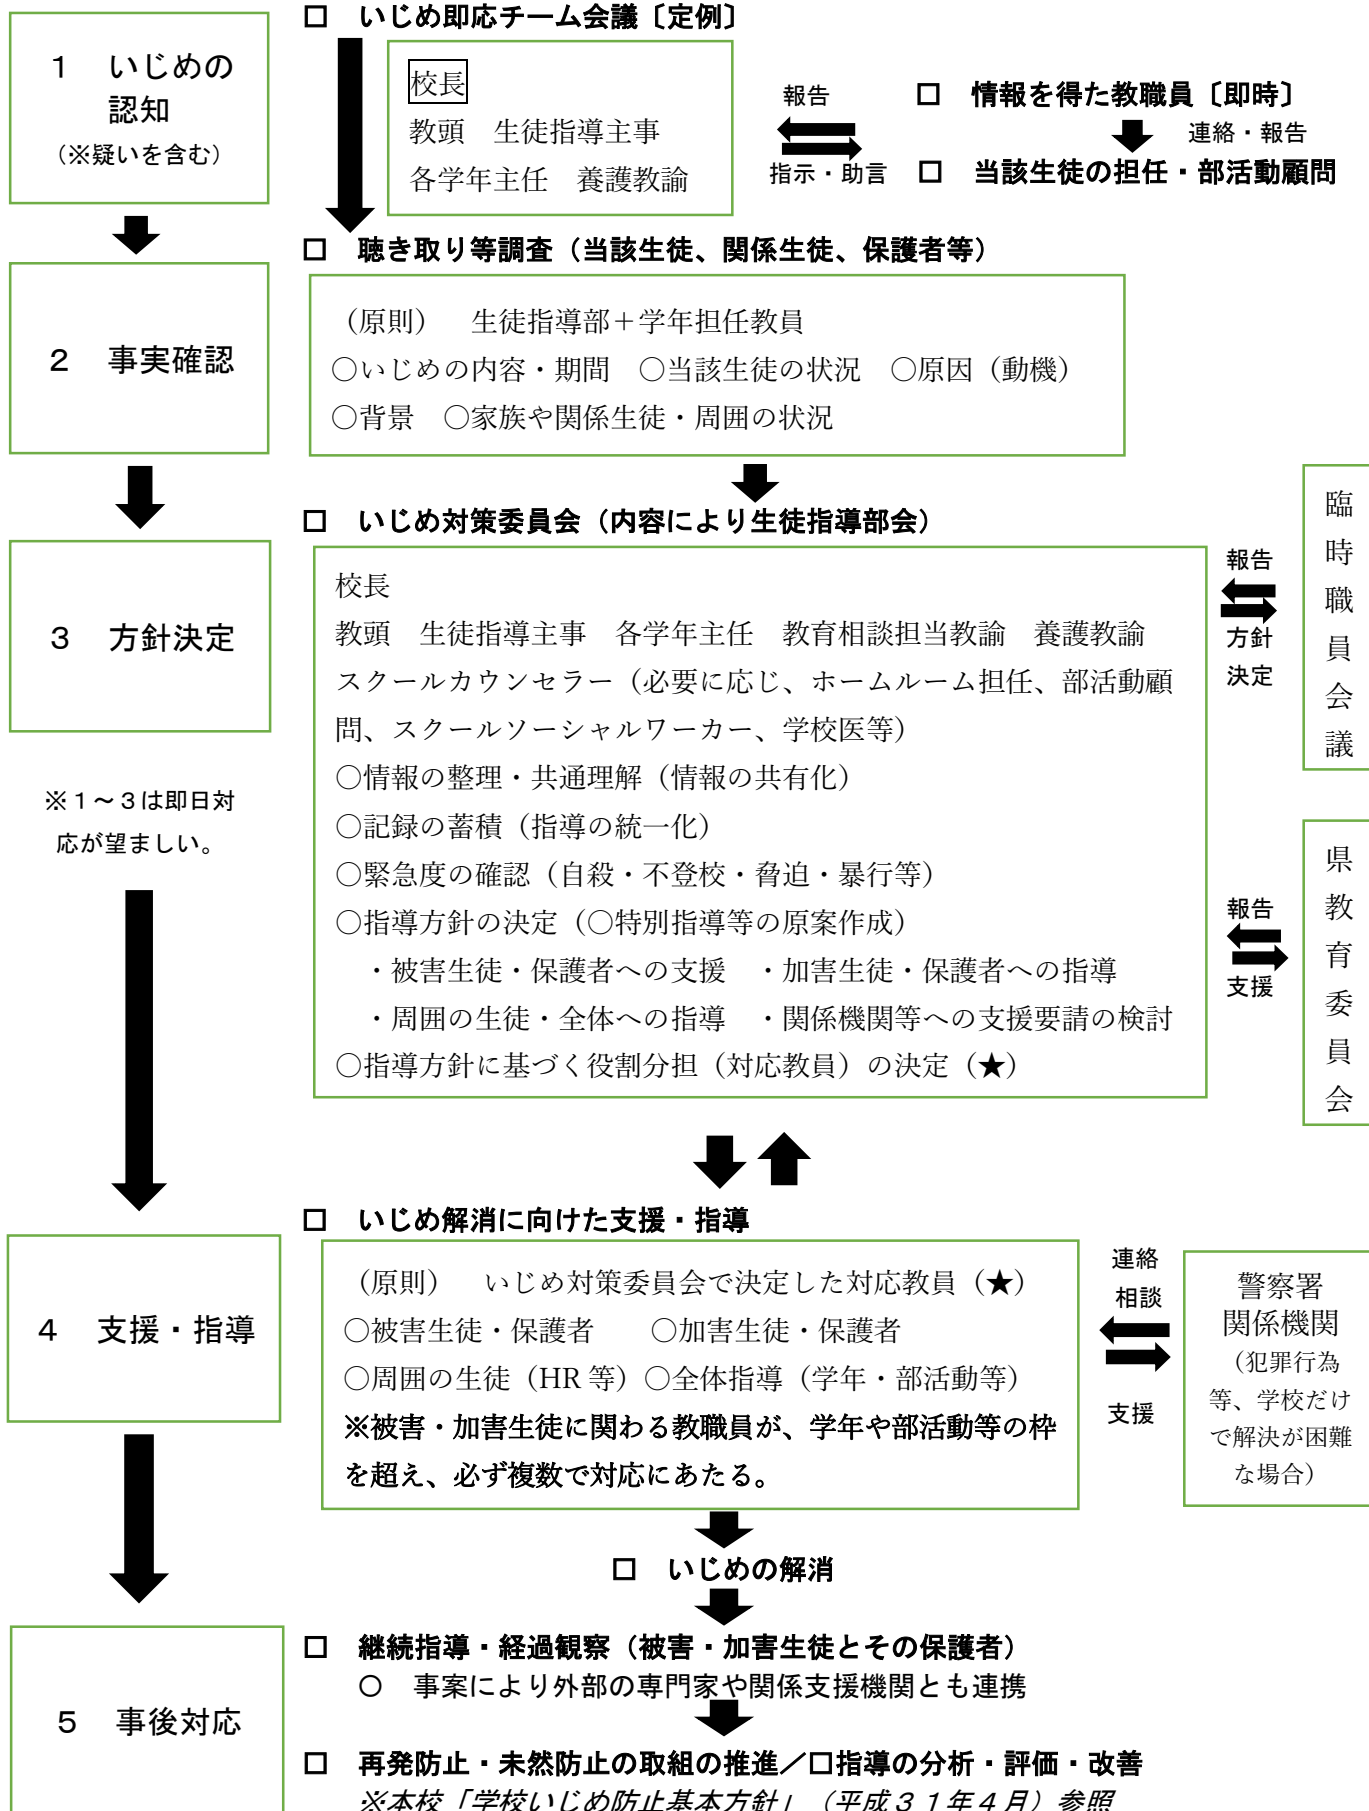 １　いじめの
認知
（※疑いを含む）
□　いじめ即応チーム会議〔定例〕
校長
教頭　生徒指導主事
各学年主任　養護教諭
報告
指示・助言
□　情報を得た教職員〔即時〕
連絡・報告
□　当該生徒の担任・部活動顧問
２　事実確認
□　聴き取り等調査（当該生徒、関係生徒、保護者等）
（原則）　生徒指導部＋学年担任教員
○いじめの内容・期間　○当該生徒の状況　○原因（動機）
○背景　○家族や関係生徒・周囲の状況
３　方針決定
※１～３は即日対
応が望ましい。
□　いじめ対策委員会（内容により生徒指導部会）
校長
教頭　生徒指導主事　各学年主任　教育相談担当教諭　養護教諭
スクールカウンセラー（必要に応じ、ホームルーム担任、部活動顧
問、スクールソーシャルワーカー、学校医等）
○情報の整理・共通理解（情報の共有化）
○記録の蓄積（指導の統一化）
○緊急度の確認（自殺・不登校・脅迫・暴行等）
○指導方針の決定（○特別指導等の原案作成）
・被害生徒・保護者への支援　・加害生徒・保護者への指導
・周囲の生徒・全体への指導　・関係機関等への支援要請の検討
○指導方針に基づく役割分担（対応教員）の決定（★）
報告
方針
決定
臨時職員会議
報告
支援
県教育委員会
４　支援・指導
□　いじめ解消に向けた支援・指導
（原則）　いじめ対策委員会で決定した対応教員（★）
○被害生徒・保護者　　○加害生徒・保護者
○周囲の生徒（HR 等）○全体指導（学年・部活動等）
※被害・加害生徒に関わる教職員が、学年や部活動等の枠
を超え、必ず複数で対応にあたる。
連絡
相談
支援
警察署
関係機関
（犯罪行為
等、学校だけ
で解決が困難
な場合）
□　いじめの解消
５　事後対応
□　継続指導・経過観察（被害・加害生徒とその保護者）
○　事案により外部の専門家や関係支援機関とも連携
□　再発防止・未然防止の取組の推進／□指導の分析・評価・改善
※本校「学校いじめ防止基本方針」（平成３１年４月）参照